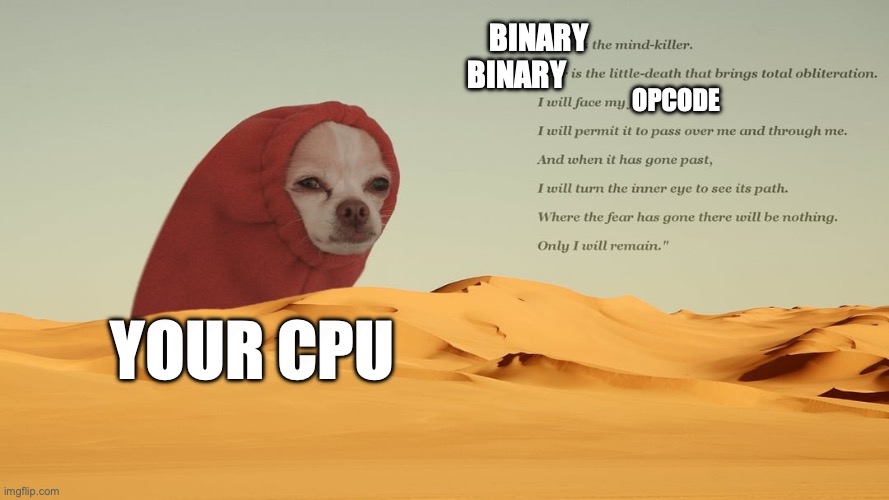 BINARY the mind-killer.
BINARY is the little-death that brings total obliteration.
I will face my OPCODE
I will permit it to pass over me and through me.
And when it has gone past,
I will turn the inner eye to see its path.
Where the fear has gone there will be nothing.
Only I will remain."
YOUR CPU
imgflip.com